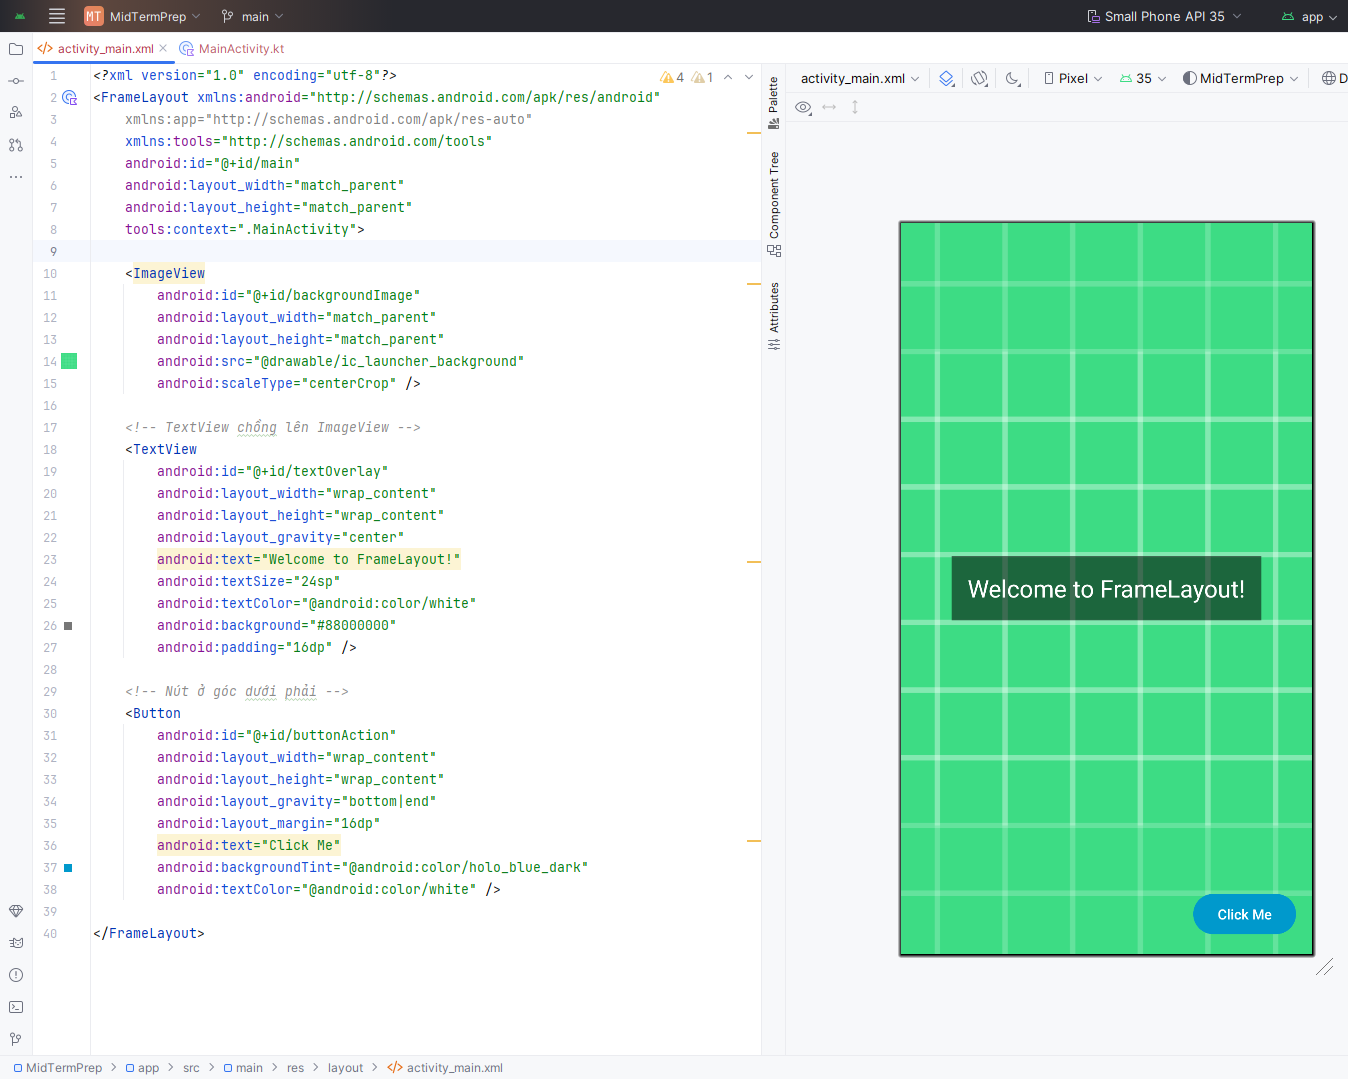 MT MidTermPrep main Small Phone API 35 app
activity_main.xml MainActivity.kt
1 <?xml version="1.0" encoding="utf-8"?>
2 <FrameLayout xmlns:android="http://schemas.android.com/apk/res/android"
3 xmlns:app="http://schemas.android.com/apk/res-auto"
4 xmlns:tools="http://schemas.android.com/tools"
5 android:id="@+id/main"
6 android:layout_width="match_parent"
7 android:layout_height="match_parent"
8 tools:context=".MainActivity">
9
10 <ImageView
11 android:id="@+id/backgroundImage"
12 android:layout_width="match_parent"
13 android:layout_height="match_parent"
14 android:src="@drawable/ic_launcher_background"
15 android:scaleType="centerCrop" />
16
17 <!-- TextView chồng lên ImageView -->
18 <TextView
19 android:id="@+id/textOverlay"
20 android:layout_width="wrap_content"
21 android:layout_height="wrap_content"
22 android:layout_gravity="center"
23 android:text="Welcome to FrameLayout!"
24 android:textSize="24sp"
25 android:textColor="@android:color/white"
26 android:background="#88000000"
27 android:padding="16dp" />
28
29 <!-- Nút ở góc dưới phải -->
30 <Button
31 android:id="@+id/buttonAction"
32 android:layout_width="wrap_content"
33 android:layout_height="wrap_content"
34 android:layout_gravity="bottom|end"
35 android:layout_margin="16dp"
36 android:text="Click Me"
37 android:backgroundTint="@android:color/holo_blue_dark"
38 android:textColor="@android:color/white" />
39
40 </FrameLayout>
4 1
Palette
Component Tree
Attributes
activity_main.xml Pixel 35 MidTermPrep D
Welcome to FrameLayout!
Click Me
MidTermPrep > app > src > main > res > layout > activity_main.xml